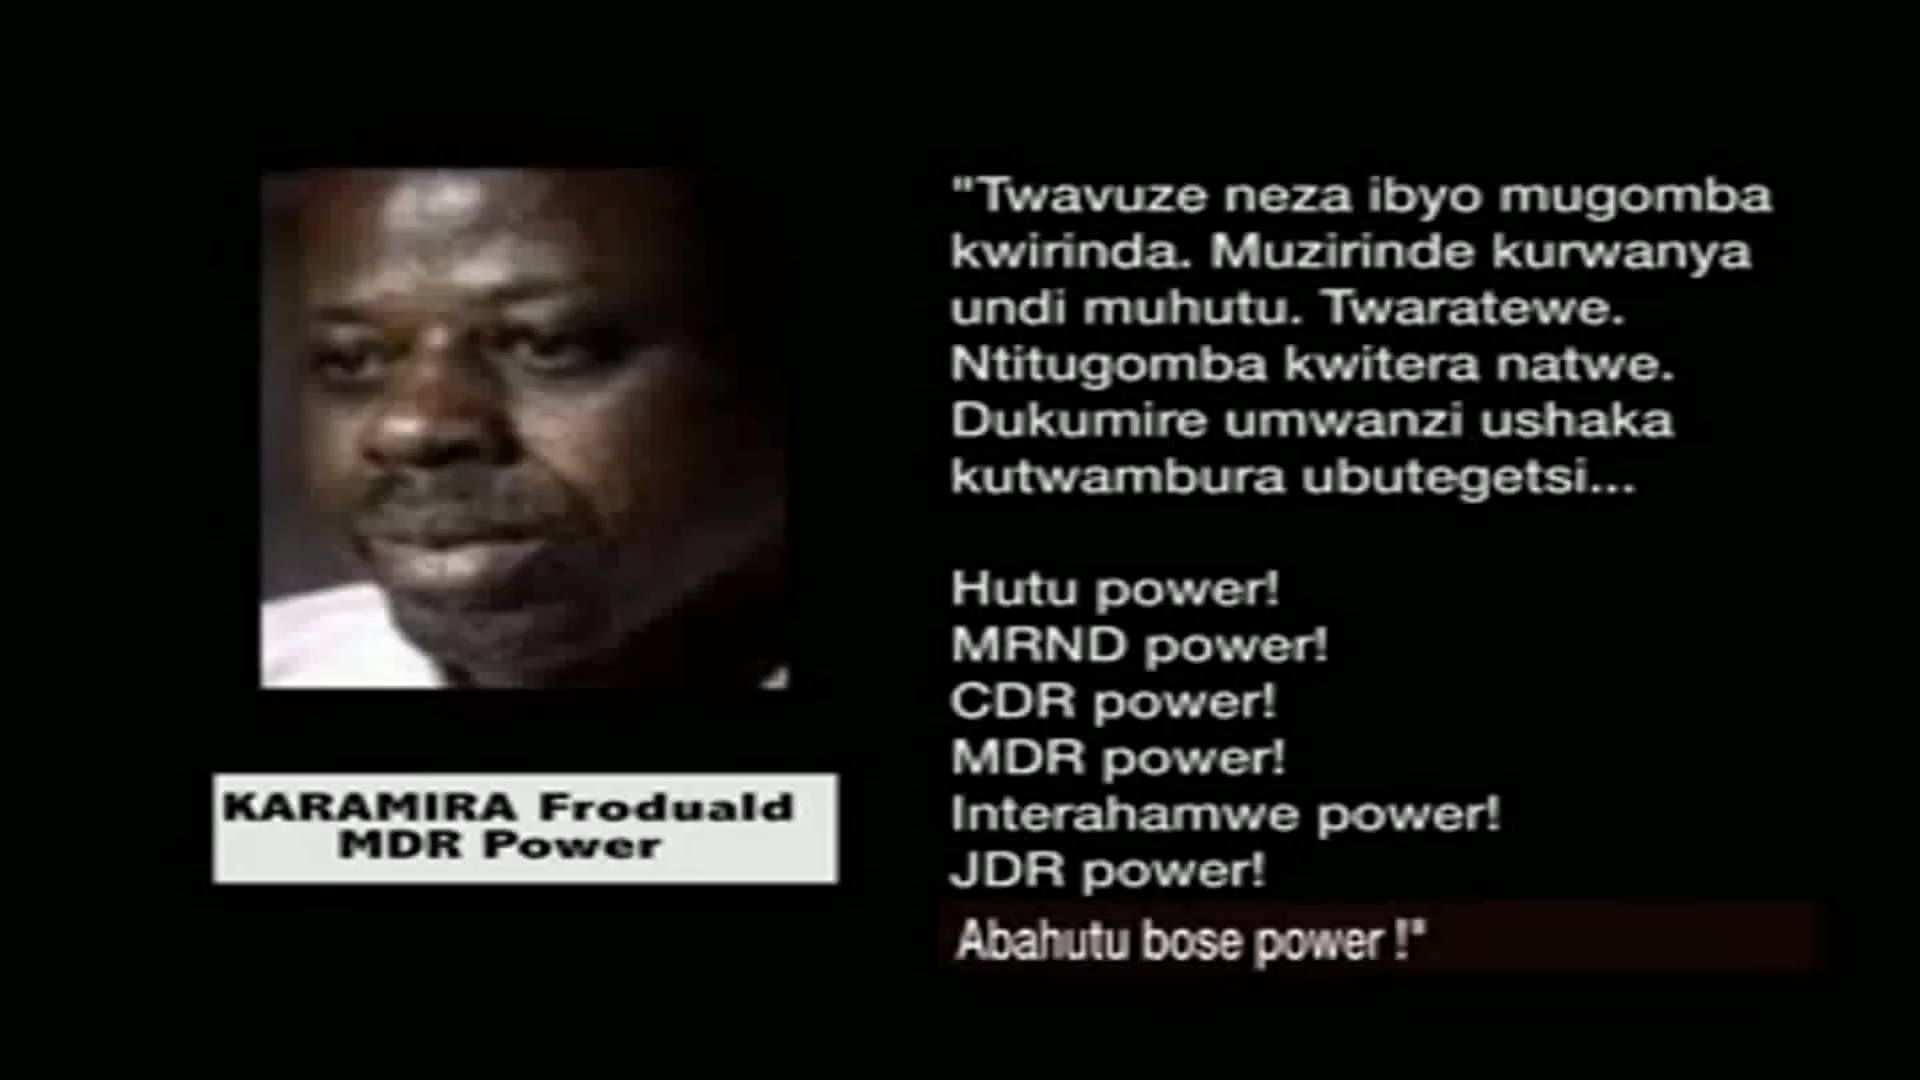 KARAMIRA Froduald
MDR Power
"Twavuze neza ibyo mugomba
kwirinda. Muzirinde kurwanya
undi muhutu. Twaratewe.
Ntitugomba kwitera natwe.
Dukumire umwanzi ushaka
kutwambura ubutegetsi...
Hutu power!
MRND power!
CDR power!
MDR power!
Interahamwe power!
JDR power!
Abahutu bose power !"